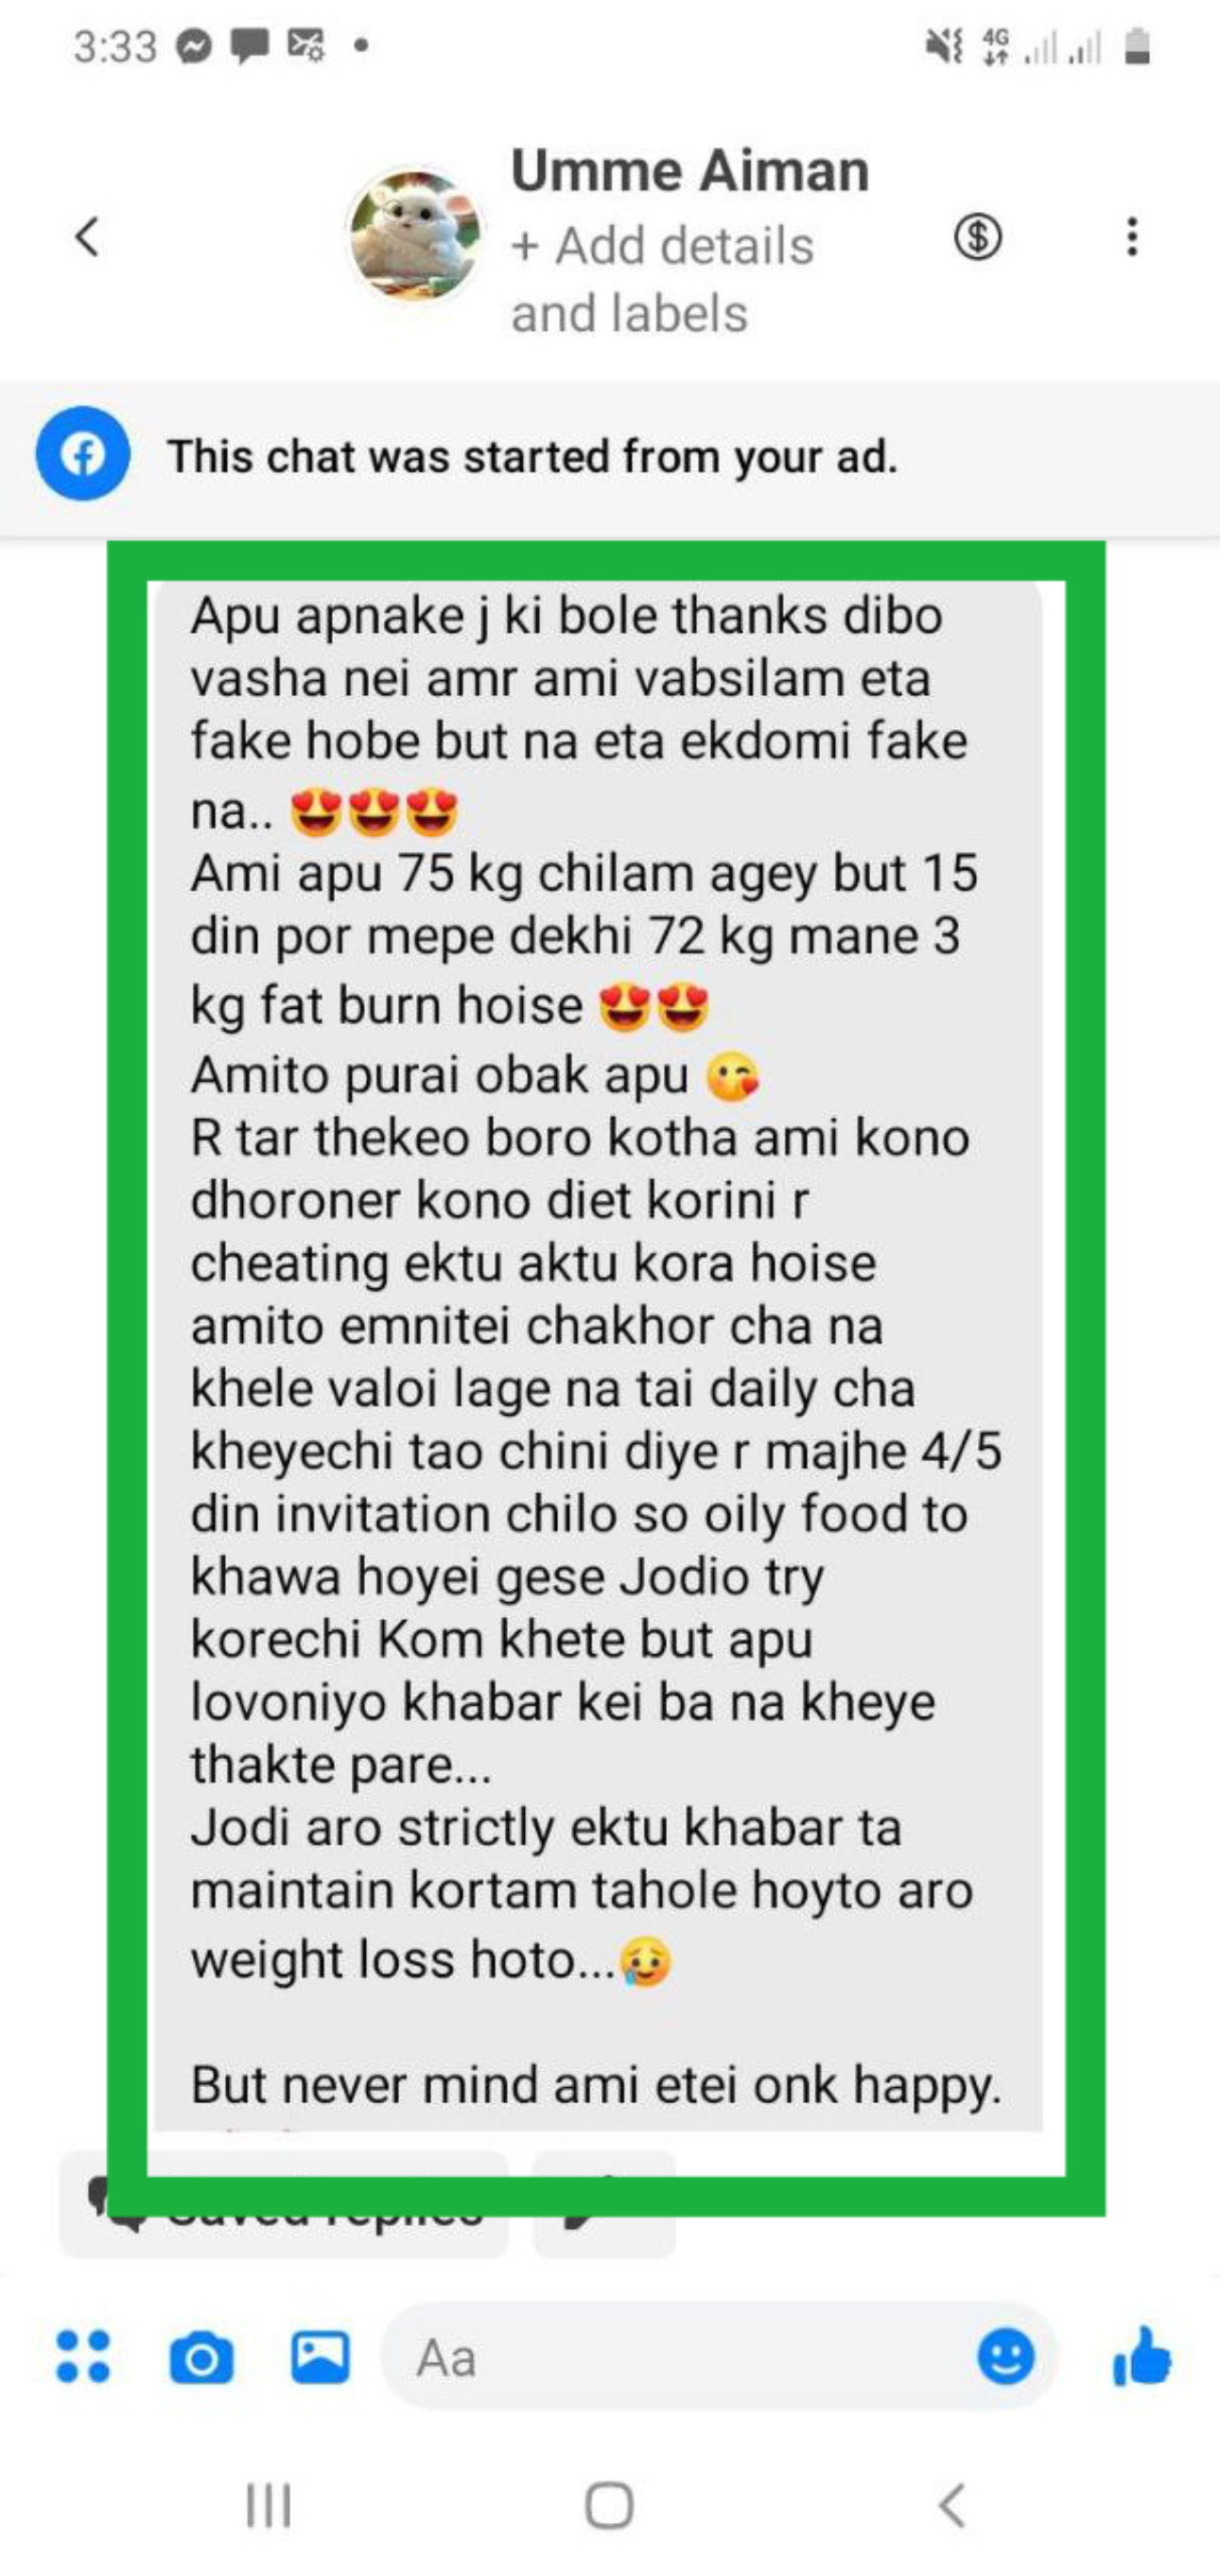 3:33
4G
Umme Aiman
+ Add details
and labels
This chat was started from your ad.
Apu apnake j ki bole thanks dibo
vasha nei amr ami vabsilam eta
fake hobe but na eta ekdomi fake
na.. 😍😍😍
Ami apu 75 kg chilam agey but 15
din por mepe dekhi 72 kg mane 3
kg fat burn hoise 😍😍
Amito purai obak apu 😘
R tar thekeo boro kotha ami kono
dhoroner kono diet korini r
cheating ektu aktu kora hoise
amito emnitei chakhor cha na
khele valoi lage na tai daily cha
kheyechi tao chini diye r majhe 4/5
din invitation chilo so oily food to
khawa hoyei gese Jodio try
korechi Kom khete but apu
lovoniyo khabar kei ba na kheye
thakte pare...
Jodi aro strictly ektu khabar ta
maintain kortam tahole hoyto aro
weight loss hoto...🥲
But never mind ami etei onk happy.
Saved replies
Aa